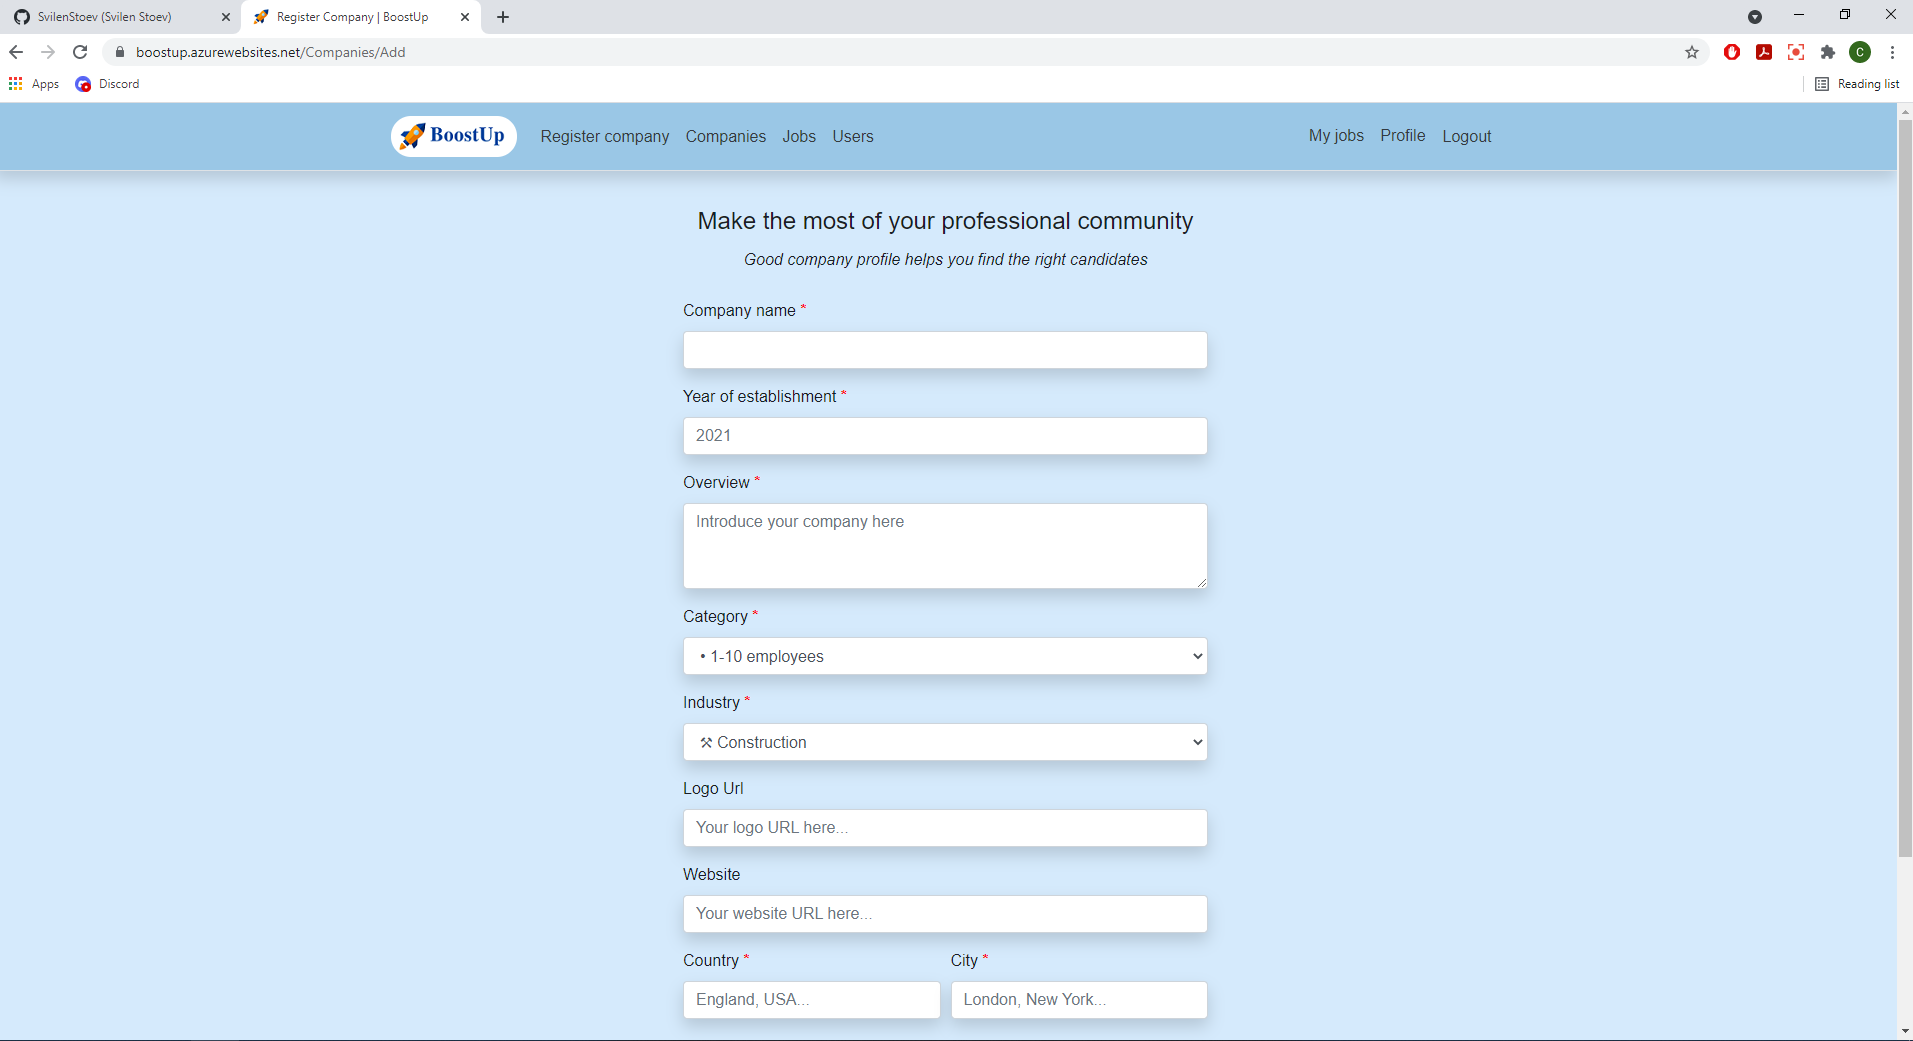 SvilenStoev (Svilen Stoev)
Register Company | BoostUp
boostup.azurewebsites.net/Companies/Add
C
Apps
Discord
Reading list
BoostUp
Register company
Companies
Jobs
Users
My jobs
Profile
Logout
Make the most of your professional community
Good company profile helps you find the right candidates
Company name *
Year of establishment *
2021
Overview *
Introduce your company here
Category *
• 1-10 employees
Industry *
⚒ Construction
Logo Url
Your logo URL here...
Website
Your website URL here...
Country *
City *
England, USA...
London, New York...